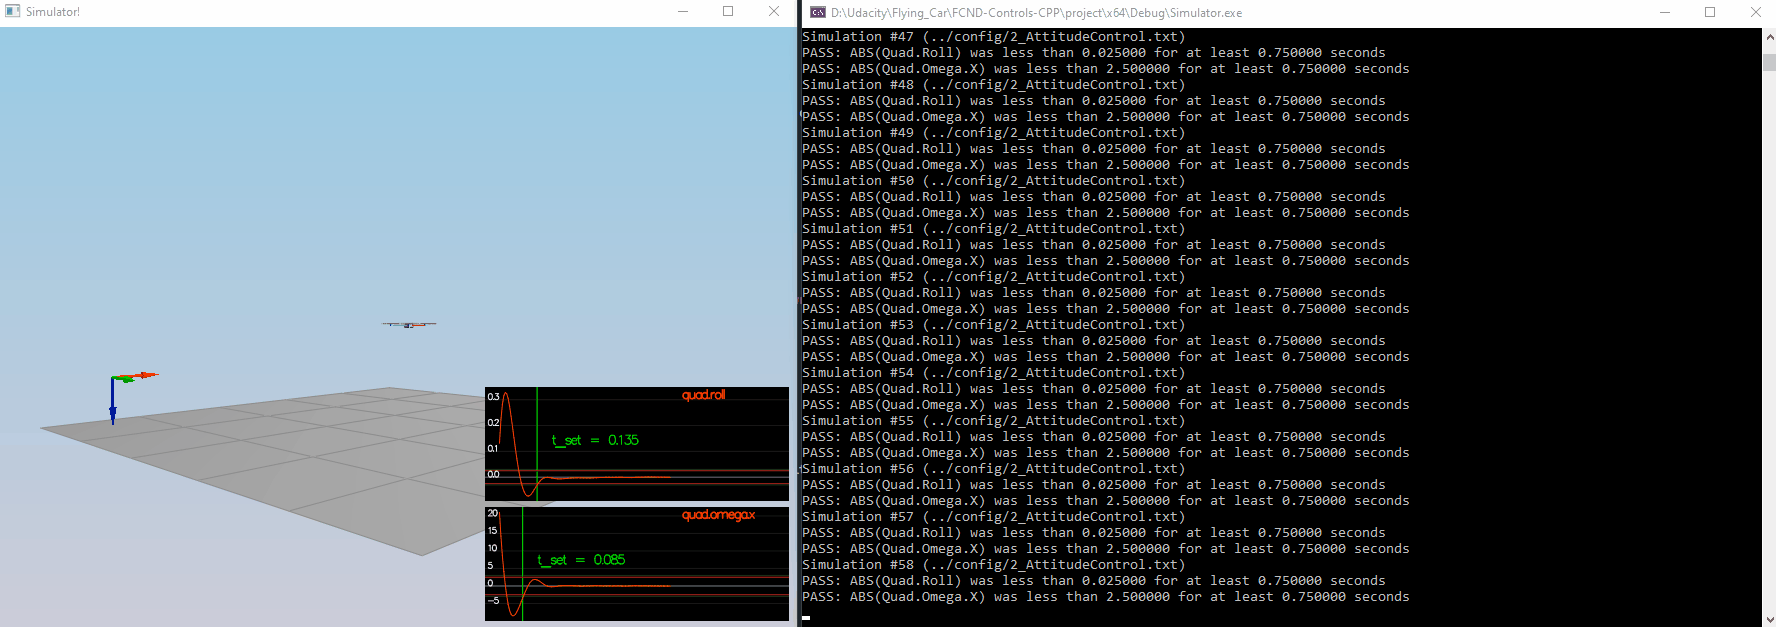 Simulator!
0.3
quad.roll
0.2
t_set = 0.135
0.1
0.0
20
quad.omega.x
15
10
t_set = 0.085
5
0
-5
D:\Udacity\Flying_Car\FCND-Controls-CPP\project\x64\Debug\Simulator.exe
Simulation #47 (../config/2_AttitudeControl.txt)
PASS: ABS(Quad.Roll) was less than 0.025000 for at least 0.750000 seconds
PASS: ABS(Quad.Omega.X) was less than 2.500000 for at least 0.750000 seconds
Simulation #48 (../config/2_AttitudeControl.txt)
PASS: ABS(Quad.Roll) was less than 0.025000 for at least 0.750000 seconds
PASS: ABS(Quad.Omega.X) was less than 2.500000 for at least 0.750000 seconds
Simulation #49 (../config/2_AttitudeControl.txt)
PASS: ABS(Quad.Roll) was less than 0.025000 for at least 0.750000 seconds
PASS: ABS(Quad.Omega.X) was less than 2.500000 for at least 0.750000 seconds
Simulation #50 (../config/2_AttitudeControl.txt)
PASS: ABS(Quad.Roll) was less than 0.025000 for at least 0.750000 seconds
PASS: ABS(Quad.Omega.X) was less than 2.500000 for at least 0.750000 seconds
Simulation #51 (../config/2_AttitudeControl.txt)
PASS: ABS(Quad.Roll) was less than 0.025000 for at least 0.750000 seconds
PASS: ABS(Quad.Omega.X) was less than 2.500000 for at least 0.750000 seconds
Simulation #52 (../config/2_AttitudeControl.txt)
PASS: ABS(Quad.Roll) was less than 0.025000 for at least 0.750000 seconds
PASS: ABS(Quad.Omega.X) was less than 2.500000 for at least 0.750000 seconds
Simulation #53 (../config/2_AttitudeControl.txt)
PASS: ABS(Quad.Roll) was less than 0.025000 for at least 0.750000 seconds
PASS: ABS(Quad.Omega.X) was less than 2.500000 for at least 0.750000 seconds
Simulation #54 (../config/2_AttitudeControl.txt)
PASS: ABS(Quad.Roll) was less than 0.025000 for at least 0.750000 seconds
PASS: ABS(Quad.Omega.X) was less than 2.500000 for at least 0.750000 seconds
Simulation #55 (../config/2_AttitudeControl.txt)
PASS: ABS(Quad.Roll) was less than 0.025000 for at least 0.750000 seconds
PASS: ABS(Quad.Omega.X) was less than 2.500000 for at least 0.750000 seconds
Simulation #56 (../config/2_AttitudeControl.txt)
PASS: ABS(Quad.Roll) was less than 0.025000 for at least 0.750000 seconds
PASS: ABS(Quad.Omega.X) was less than 2.500000 for at least 0.750000 seconds
Simulation #57 (../config/2_AttitudeControl.txt)
PASS: ABS(Quad.Roll) was less than 0.025000 for at least 0.750000 seconds
PASS: ABS(Quad.Omega.X) was less than 2.500000 for at least 0.750000 seconds
Simulation #58 (../config/2_AttitudeControl.txt)
PASS: ABS(Quad.Roll) was less than 0.025000 for at least 0.750000 seconds
PASS: ABS(Quad.Omega.X) was less than 2.500000 for at least 0.750000 seconds